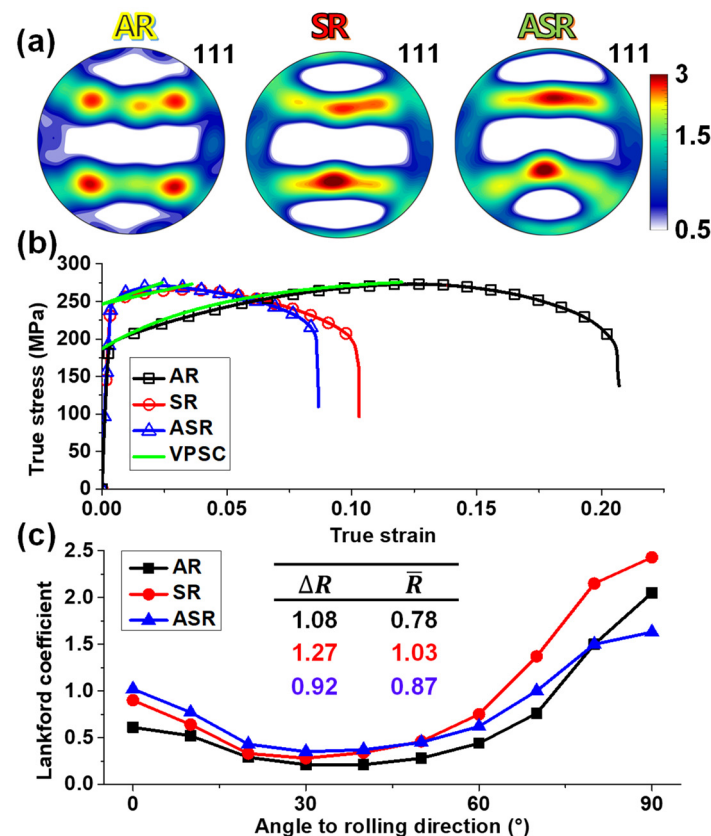 (a) AR SR ASR
111 111 111
3
1.5
0.5
(b)
300
250
200
150
100
50
0
True stress (MPa)
AR
SR
ASR
VPSC
0.00 0.05 0.10 0.15 0.20
True strain
(c)
2.5
2.0
1.5
1.0
0.5
0.0
Lankford coefficient
AR
SR
ASR
ΔR R̅
1.08 0.78
1.27 1.03
0.92 0.87
0 30 60 90
Angle to rolling direction (°)